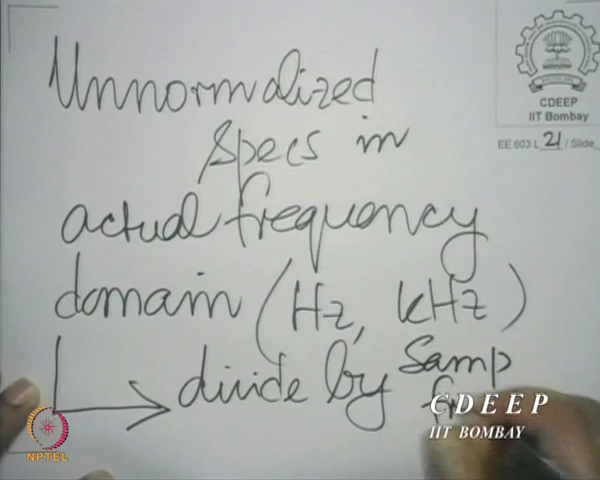 CDEEP
IIT Bombay
EE 603 L 21 / Slide
Unnormalized
specs in
actual frequency
domain (Hz, kHz)
divide by Samp
CDEEP
IIT BOMBAY
NPTEL